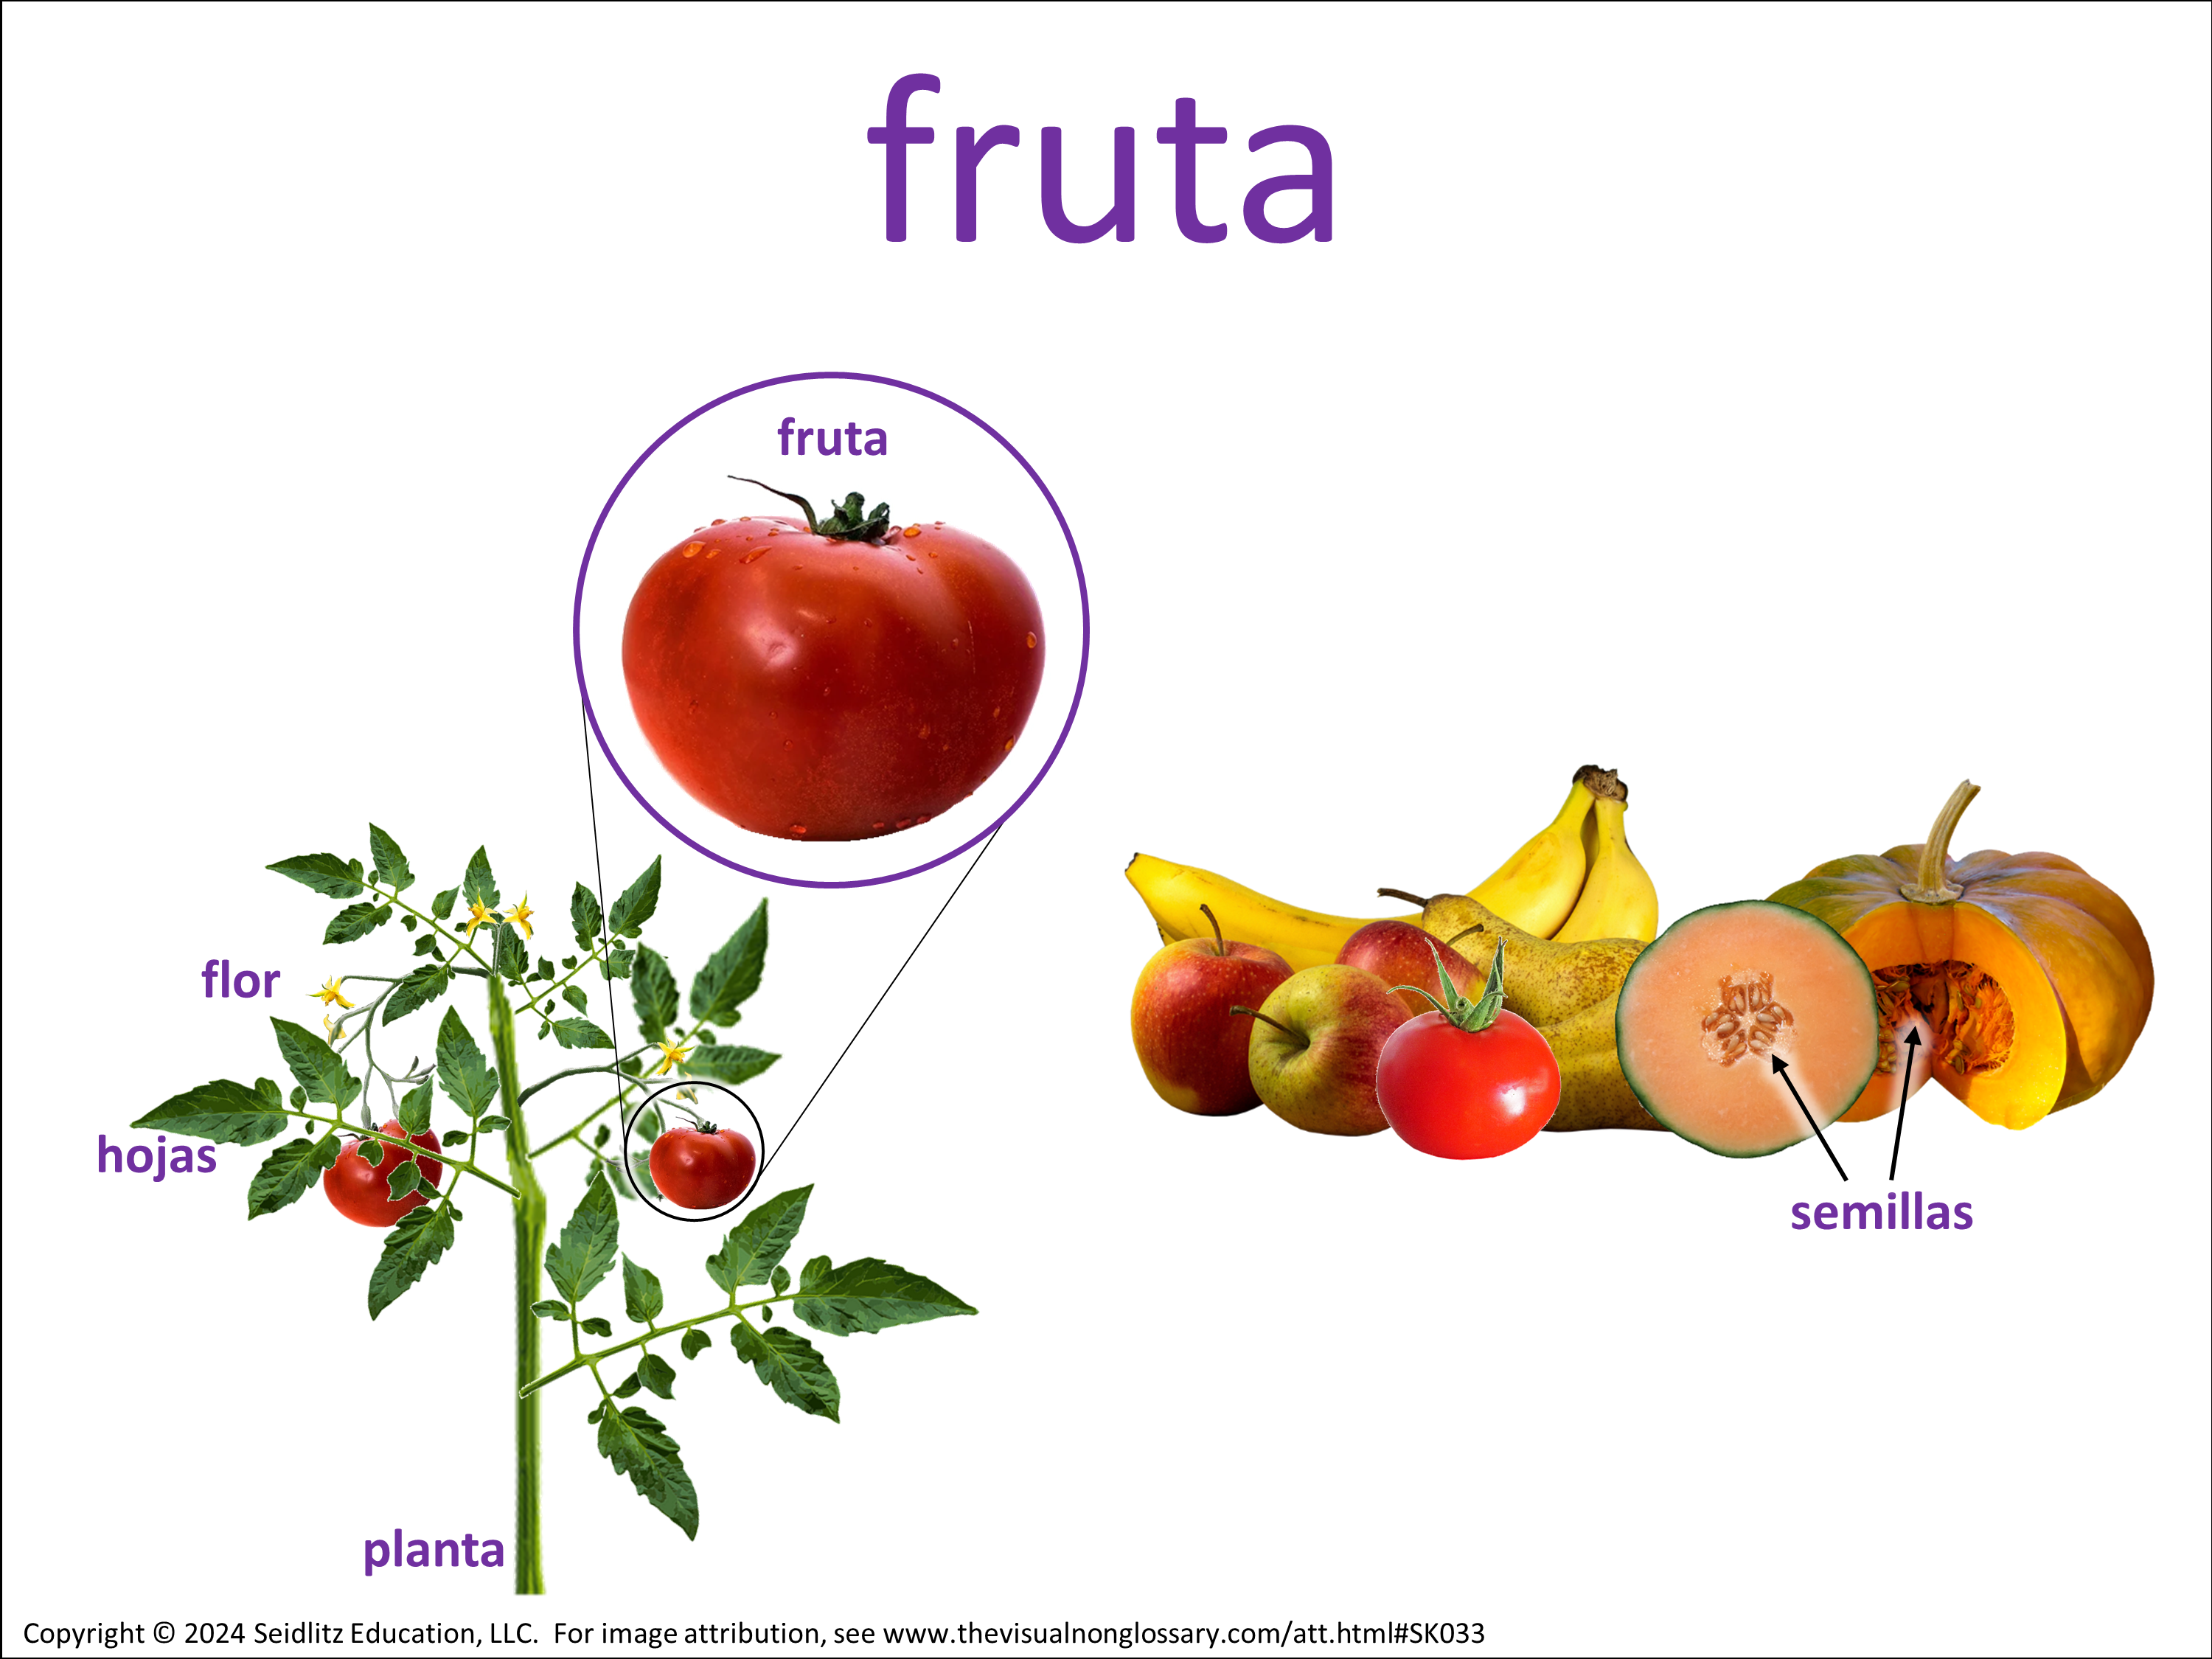 fruta
fruta
flor
hojas
semillas
planta
Copyright © 2024 Seidlitz Education, LLC.  For image attribution, see www.thevisualnonglossary.com/att.html#SK033